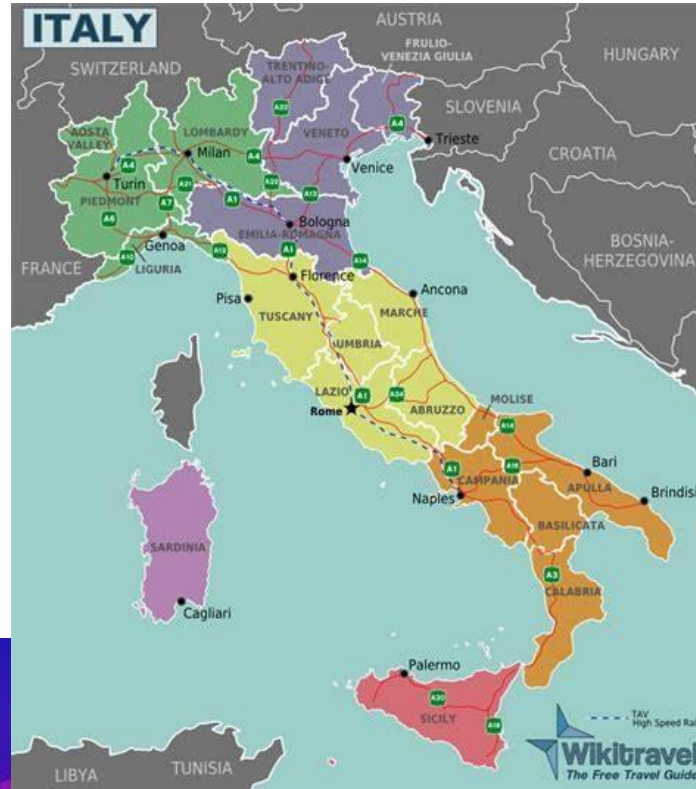 ITALY
AUSTRIA
FRULIO-
VENEZIA GIULIA
HUNGARY
SWITZERLAND
TRENTINO-
ALTO ADIGE
SLOVENIA
A22
AOSTA
VALLEY
LOMBARDY
VENETO
A4
Trieste
Milan
A4
A4
Venice
CROATIA
Turin
A21
A22
PIEDMONT
A1
A13
A6
A7
Bologna
EMILIA-ROMAGNA
BOSNIA-
HERZEGOVINA
Genoa
A12
A1
A14
A10
LIGURIA
FRANCE
Florence
Pisa
Ancona
TUSCANY
MARCHE
UMBRIA
LAZIO
A1
A24
ABRUZZO
MOLISE
Rome
A14
A1
CAMPANIA
A16
Bari
APULLA
Naples
Brindisi
BASILICATA
SARDINIA
A3
CALABRIA
Cagliari
Palermo
A20
SICILY
A18
TAV
High Speed Rai
Wikitravel
The Free Travel Guide
TUNISIA
LIBYA